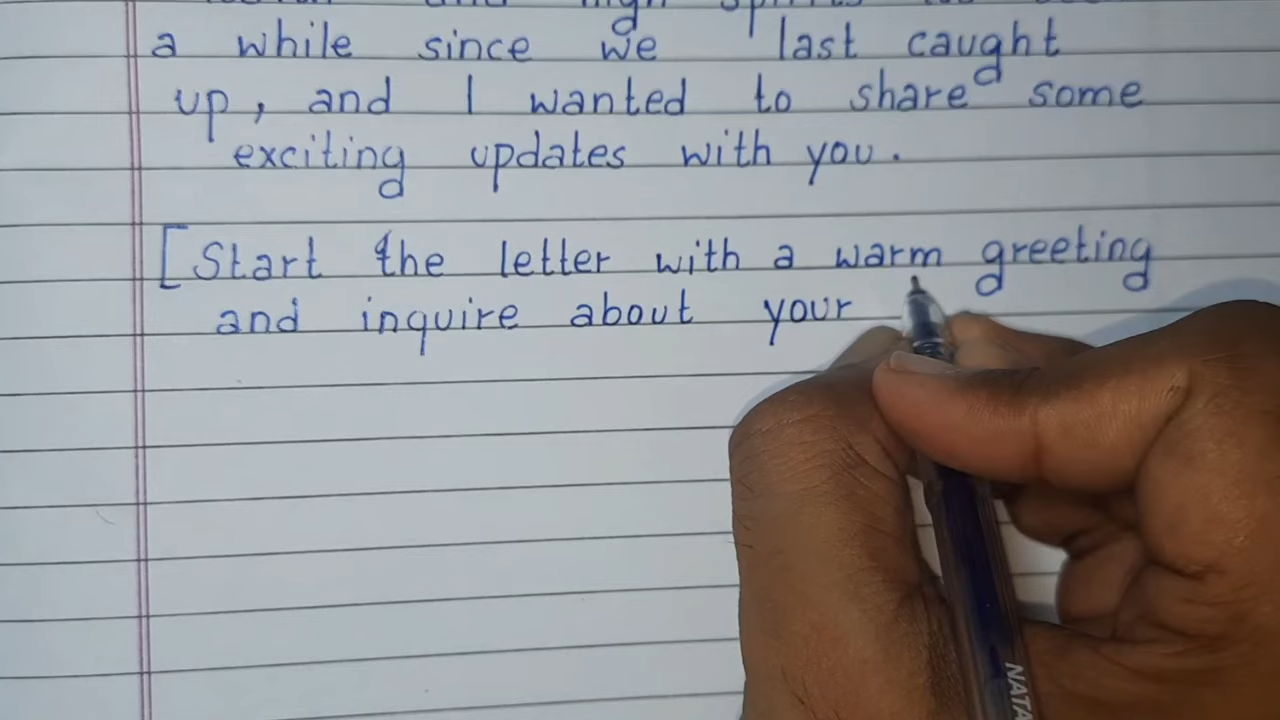 a while since we last caught
up, and I wanted to share some
exciting updates with you.
[Start the letter with a warm greeting
and inquire about your
NATA